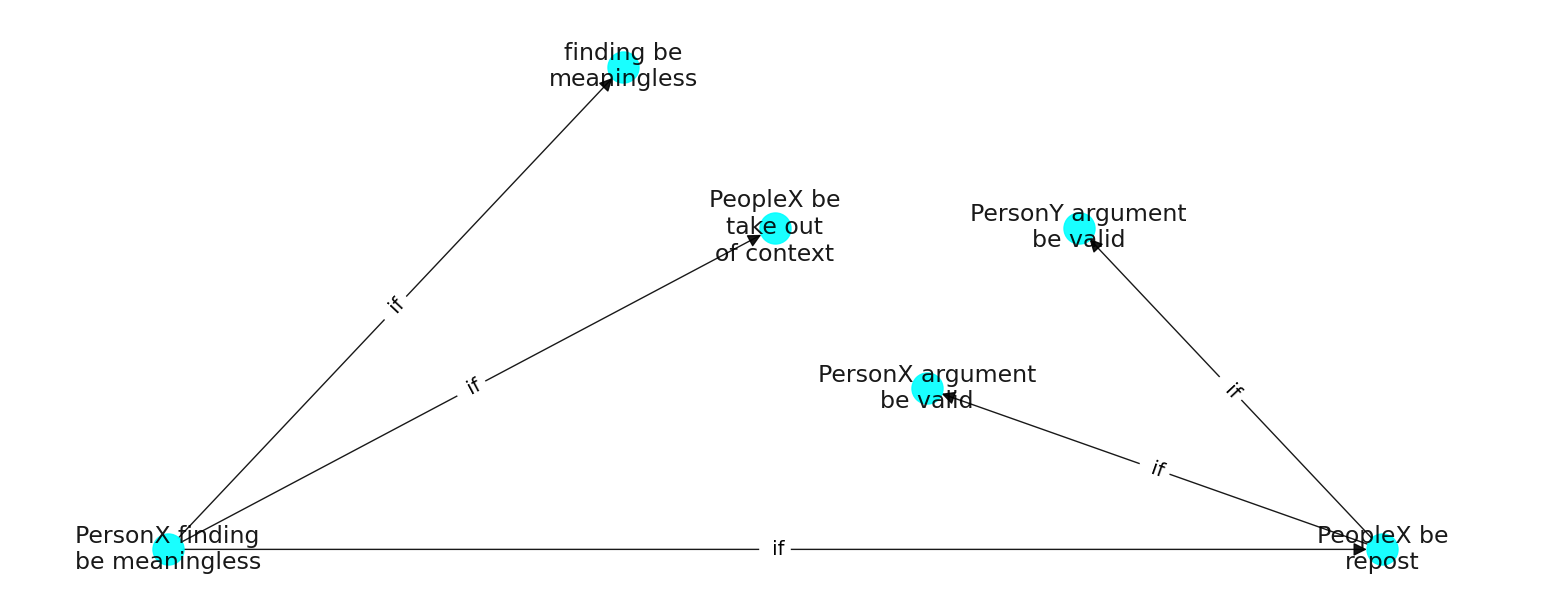 finding be
meaningless
PeopleX be
take out
of context
PersonY argument
be valid
if
PersonX argument
be valid
if
if
if
PersonX finding
be meaningless
if
PeopleX be
repost